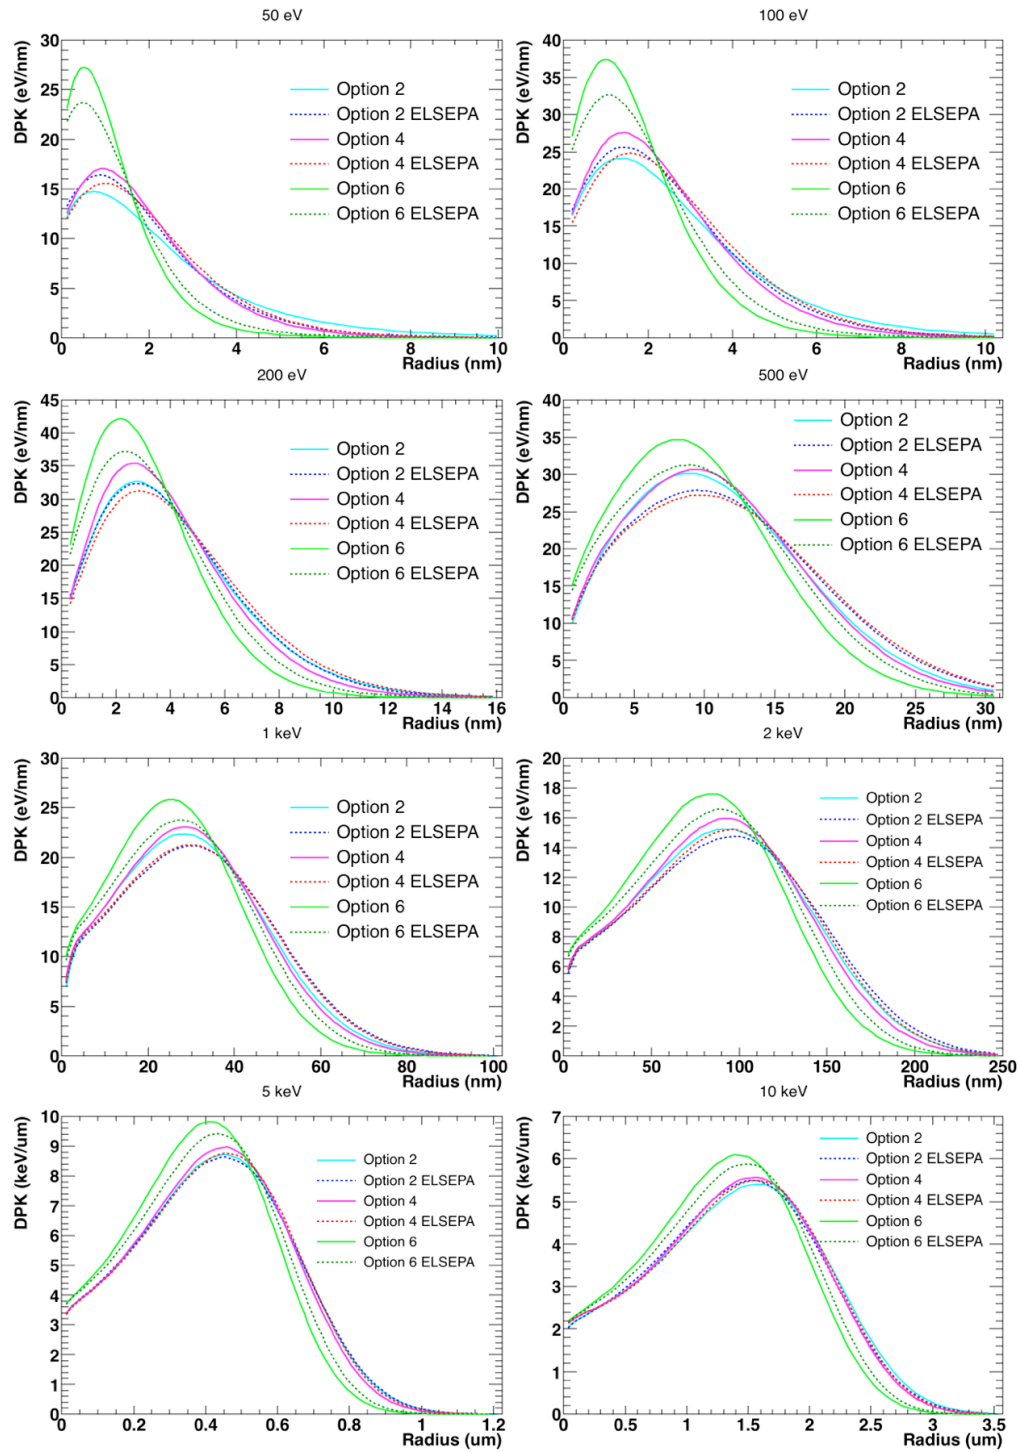 50 eV
DPK (eV/nm)
30
25
20
15
10
5
0
Option 2
Option 2 ELSEPA
Option 4
Option 4 ELSEPA
Option 6
Option 6 ELSEPA
0 2 4 6 8 10
Radius (nm)
100 eV
DPK (eV/nm)
40
35
30
25
20
15
10
5
0
Option 2
Option 2 ELSEPA
Option 4
Option 4 ELSEPA
Option 6
Option 6 ELSEPA
0 2 4 6 8 10
Radius (nm)
200 eV
DPK (eV/nm)
45
40
35
30
25
20
15
10
5
0
Option 2
Option 2 ELSEPA
Option 4
Option 4 ELSEPA
Option 6
Option 6 ELSEPA
0 2 4 6 8 10 12 14 16
Radius (nm)
500 eV
DPK (eV/nm)
40
35
30
25
20
15
10
5
0
Option 2
Option 2 ELSEPA
Option 4
Option 4 ELSEPA
Option 6
Option 6 ELSEPA
0 5 10 15 20 25 30
Radius (nm)
1 keV
DPK (eV/nm)
30
25
20
15
10
5
0
Option 2
Option 2 ELSEPA
Option 4
Option 4 ELSEPA
Option 6
Option 6 ELSEPA
0 20 40 60 80 100
Radius (nm)
2 keV
DPK (eV/nm)
20
18
16
14
12
10
8
6
4
2
0
Option 2
Option 2 ELSEPA
Option 4
Option 4 ELSEPA
Option 6
Option 6 ELSEPA
0 50 100 150 200 250
Radius (nm)
5 keV
DPK (keV/um)
10
9
8
7
6
5
4
3
2
1
0
Option 2
Option 2 ELSEPA
Option 4
Option 4 ELSEPA
Option 6
Option 6 ELSEPA
0 0.2 0.4 0.6 0.8 1 1.2
Radius (um)
10 keV
DPK (keV/um)
7
6
5
4
3
2
1
0
Option 2
Option 2 ELSEPA
Option 4
Option 4 ELSEPA
Option 6
Option 6 ELSEPA
0 0.5 1 1.5 2 2.5 3 3.5
Radius (um)